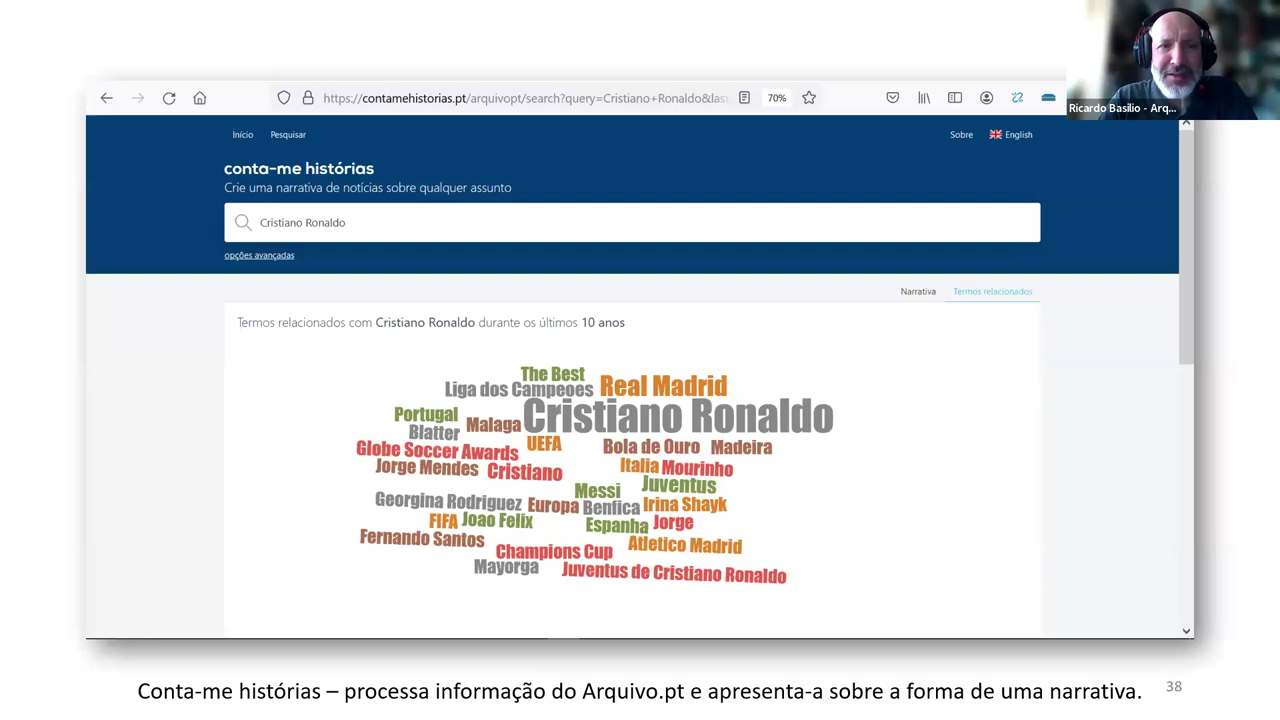 Ricardo Basílio - Arq...
https://contamehistorias.pt/arquivopt/search?query=Cristiano+Ronaldo&las
70%
Início Pesquisar Sobre English
conta-me histórias
Crie uma narrativa de notícias sobre qualquer assunto
Cristiano Ronaldo
opções avançadas
Narrativa Termos relacionados
Termos relacionados com Cristiano Ronaldo durante os últimos 10 anos
The Best
Liga dos Campeoes Real Madrid
Portugal Malaga Cristiano Ronaldo
Blatter
Globe Soccer Awards UEFA Bola de Ouro Madeira
Jorge Mendes Cristiano Italia Mourinho
Messi Juventus
Georgina Rodriguez Europa Benfica Irina Shayk
FIFA Joao Felix Espanha Jorge
Fernando Santos Atletico Madrid
Champions Cup
Mayorga Juventus de Cristiano Ronaldo
Conta-me histórias – processa informação do Arquivo.pt e apresenta-a sobre a forma de uma narrativa.
38